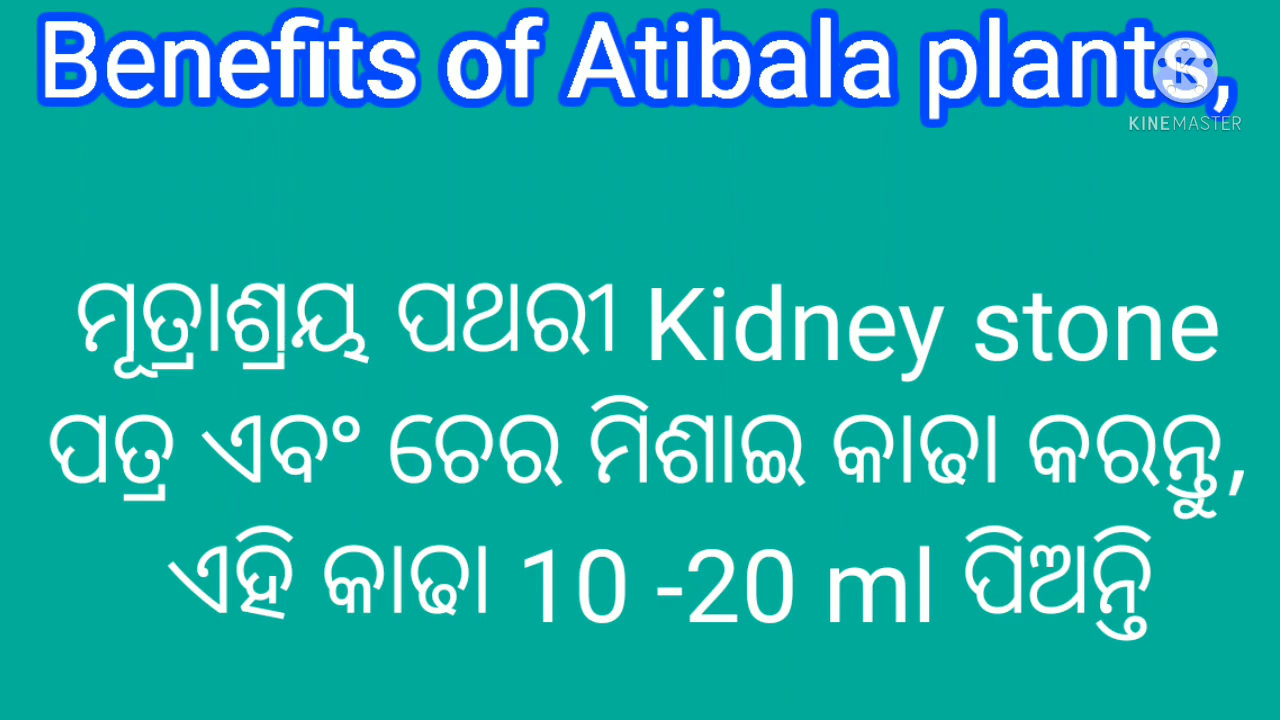 Benefits of Atibala plants,
KINEMASTER
ମୂତ୍ରାଶ୍ରୟ ପଥରୀ Kidney stone
ପତ୍ର ଏବଂ ଚେର ମିଶାଇ କାଢା କରନ୍ତୁ,
ଏହି କାଢା 10 -20 ml ପିଅନ୍ତି